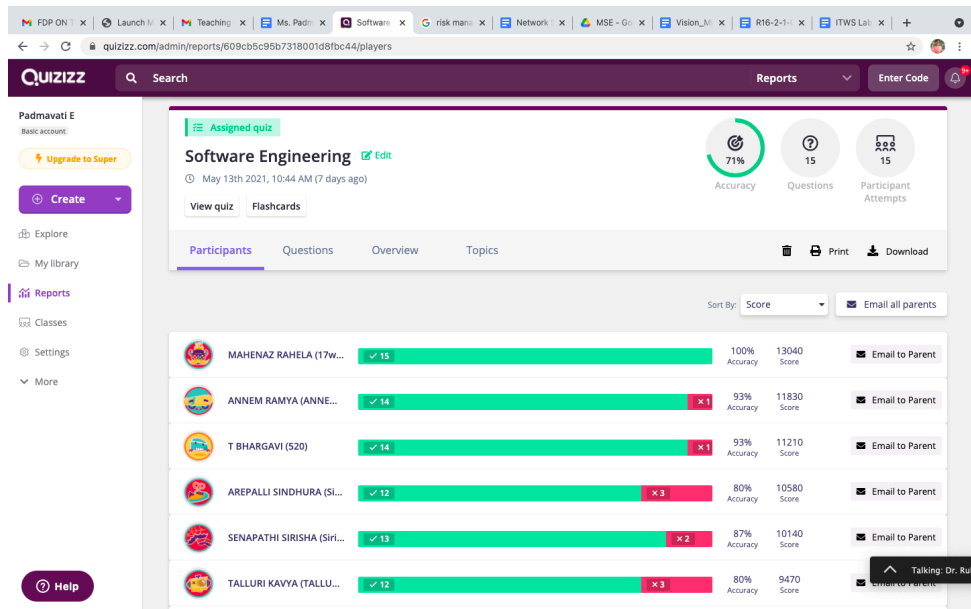 FDP ON T
Launch M
Teaching
Ms. Padm
Software
risk mana
Network
MSE - Go
Vision_Mi
R16-2-1-
ITWS Lab
quizizz.com/admin/reports/609cb5c95b7318001d8fbc44/players
QUIZIZZ
Search
Reports
Enter Code
9+
Padmavati E
Basic account
Upgrade to Super
Create
Explore
My library
Reports
Classes
Settings
More
Help
Assigned quiz
Software Engineering Edit
May 13th 2021, 10:44 AM (7 days ago)
View quiz Flashcards
71%
Accuracy
15
Questions
15
Participant
Attempts
Participants Questions Overview Topics
Print Download
Sort By: Score Email all parents
MAHENAZ RAHELA (17w... 15 100% 13040 Email to Parent
Accuracy Score
ANNEM RAMYA (ANNE... 14 1 93% 11830 Email to Parent
Accuracy Score
T BHARGAVI (520) 14 1 93% 11210 Email to Parent
Accuracy Score
AREPALLI SINDHURA (Si... 12 3 80% 10580 Email to Parent
Accuracy Score
SENAPATHI SIRISHA (Siri... 13 2 87% 10140 Email to Parent
Accuracy Score
TALLURI KAVYA (TALLU... 12 3 80% 9470 Email to Parent
Accuracy Score
Talking: Dr. Ru